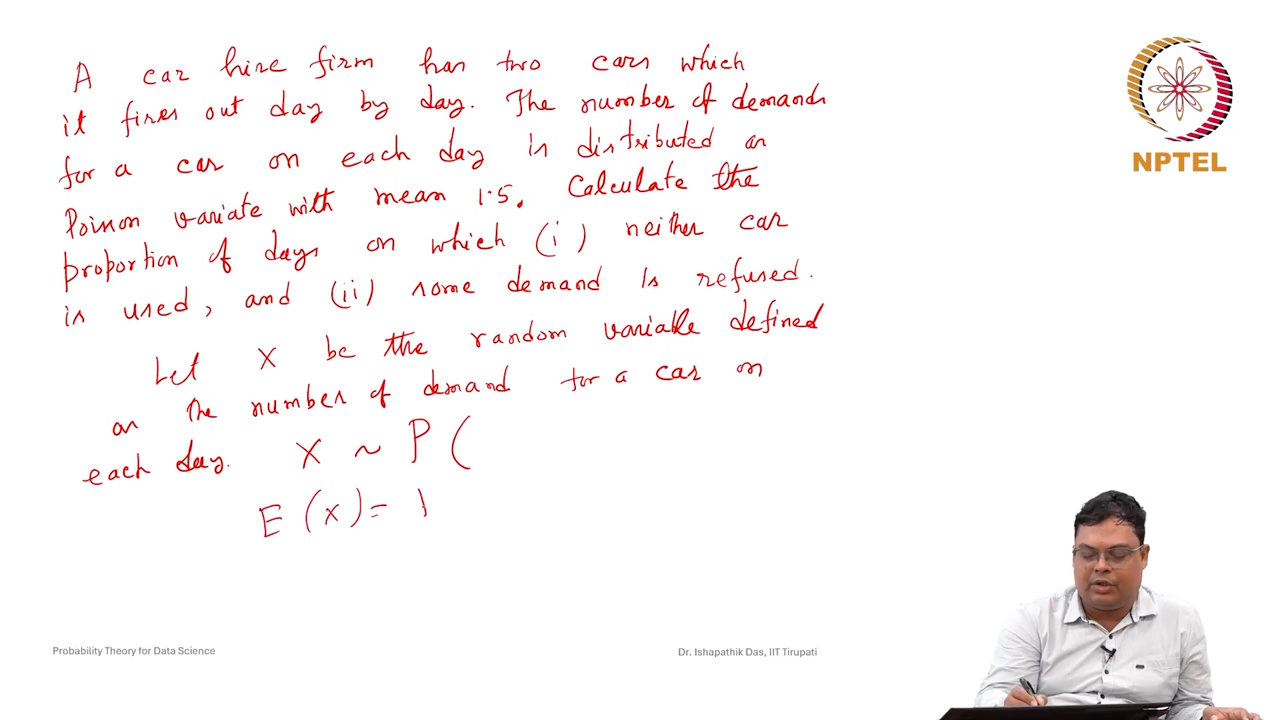 A car hire firm has two cars which
it fires out day by day. The number of demands
for a car on each day is distributed as
Poisson variate with mean 1.5. Calculate the
proportion of days on which (i) neither car
is used, and (ii) some demand is refused.
Let X be the random variable defined
as the number of demand for a car on
each day. X ~ P (
E (x) = 1
NPTEL
Probability Theory for Data Science
Dr. Ishapathik Das, IIT Tirupati